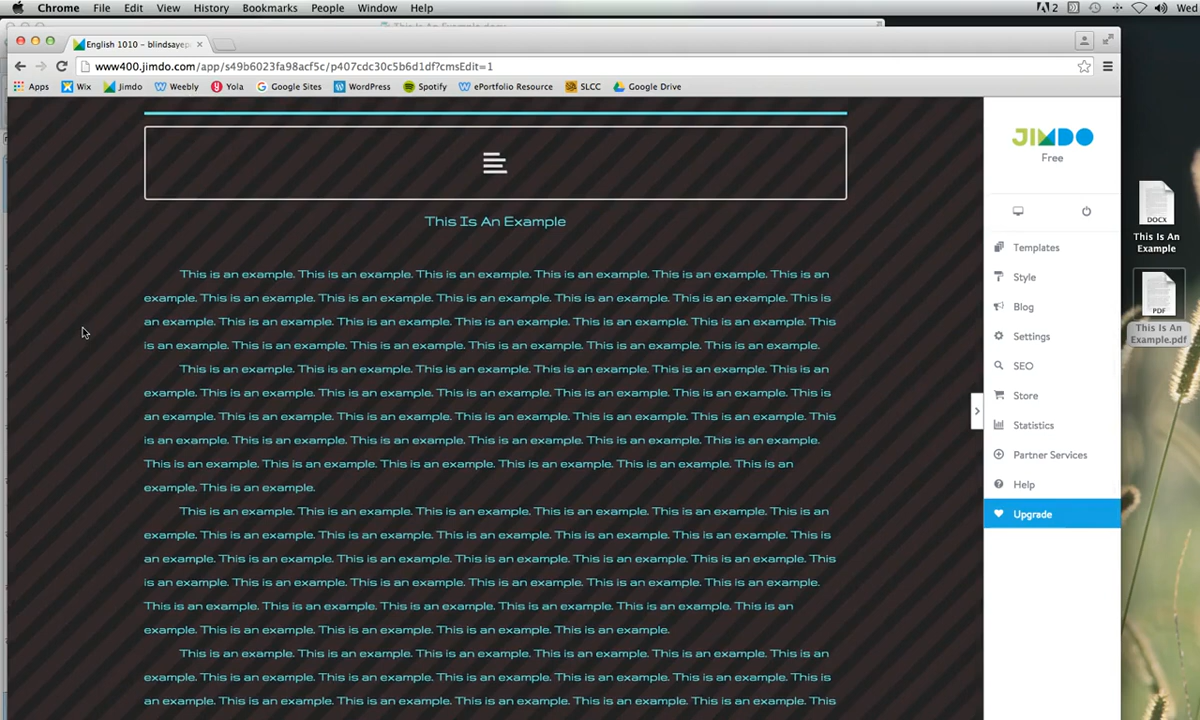 Chrome File Edit View History Bookmarks People Window Help 2 Wed
English 1010 - blindsayep
www400.jimdo.com/app/s49b6023fa98acf5c/p407cdc30c5b6d1df?cmsEdit=1
Apps Wix Jimdo Weebly Yola Google Sites WordPress Spotify ePortfolio Resource SLCC Google Drive
JIMDO
Free
This Is An Example
This is an example. This is an example. This is an example. This is an example. This is an example. This is an
example. This is an example. This is an example. This is an example. This is an example. This is an example. This is
an example. This is an example. This is an example. This is an example. This is an example. This is an example. This
is an example. This is an example. This is an example. This is an example. This is an example. This is an example.
This is an example. This is an example. This is an example. This is an example. This is an example. This is an
example. This is an example. This is an example. This is an example. This is an example. This is an example. This is
an example. This is an example. This is an example. This is an example. This is an example. This is an example. This
is an example. This is an example. This is an example. This is an example. This is an example. This is an example.
This is an example. This is an example. This is an example. This is an example. This is an example. This is an
example. This is an example.
This is an example. This is an example. This is an example. This is an example. This is an example. This is an
example. This is an example. This is an example. This is an example. This is an example. This is an example. This is
an example. This is an example. This is an example. This is an example. This is an example. This is an example. This
is an example. This is an example. This is an example. This is an example. This is an example. This is an example.
This is an example. This is an example. This is an example. This is an example. This is an example. This is an
example. This is an example. This is an example. This is an example. This is an example.
This is an example. This is an example. This is an example. This is an example. This is an example. This is an
example. This is an example. This is an example. This is an example. This is an example. This is an example. This is
an example. This is an example. This is an example. This is an example. This is an example. This is an example. This
Templates
Style
Blog
Settings
SEO
Store
Statistics
Partner Services
Help
Upgrade
DOCX
This Is An
Example
PDF
This Is An
Example.pdf